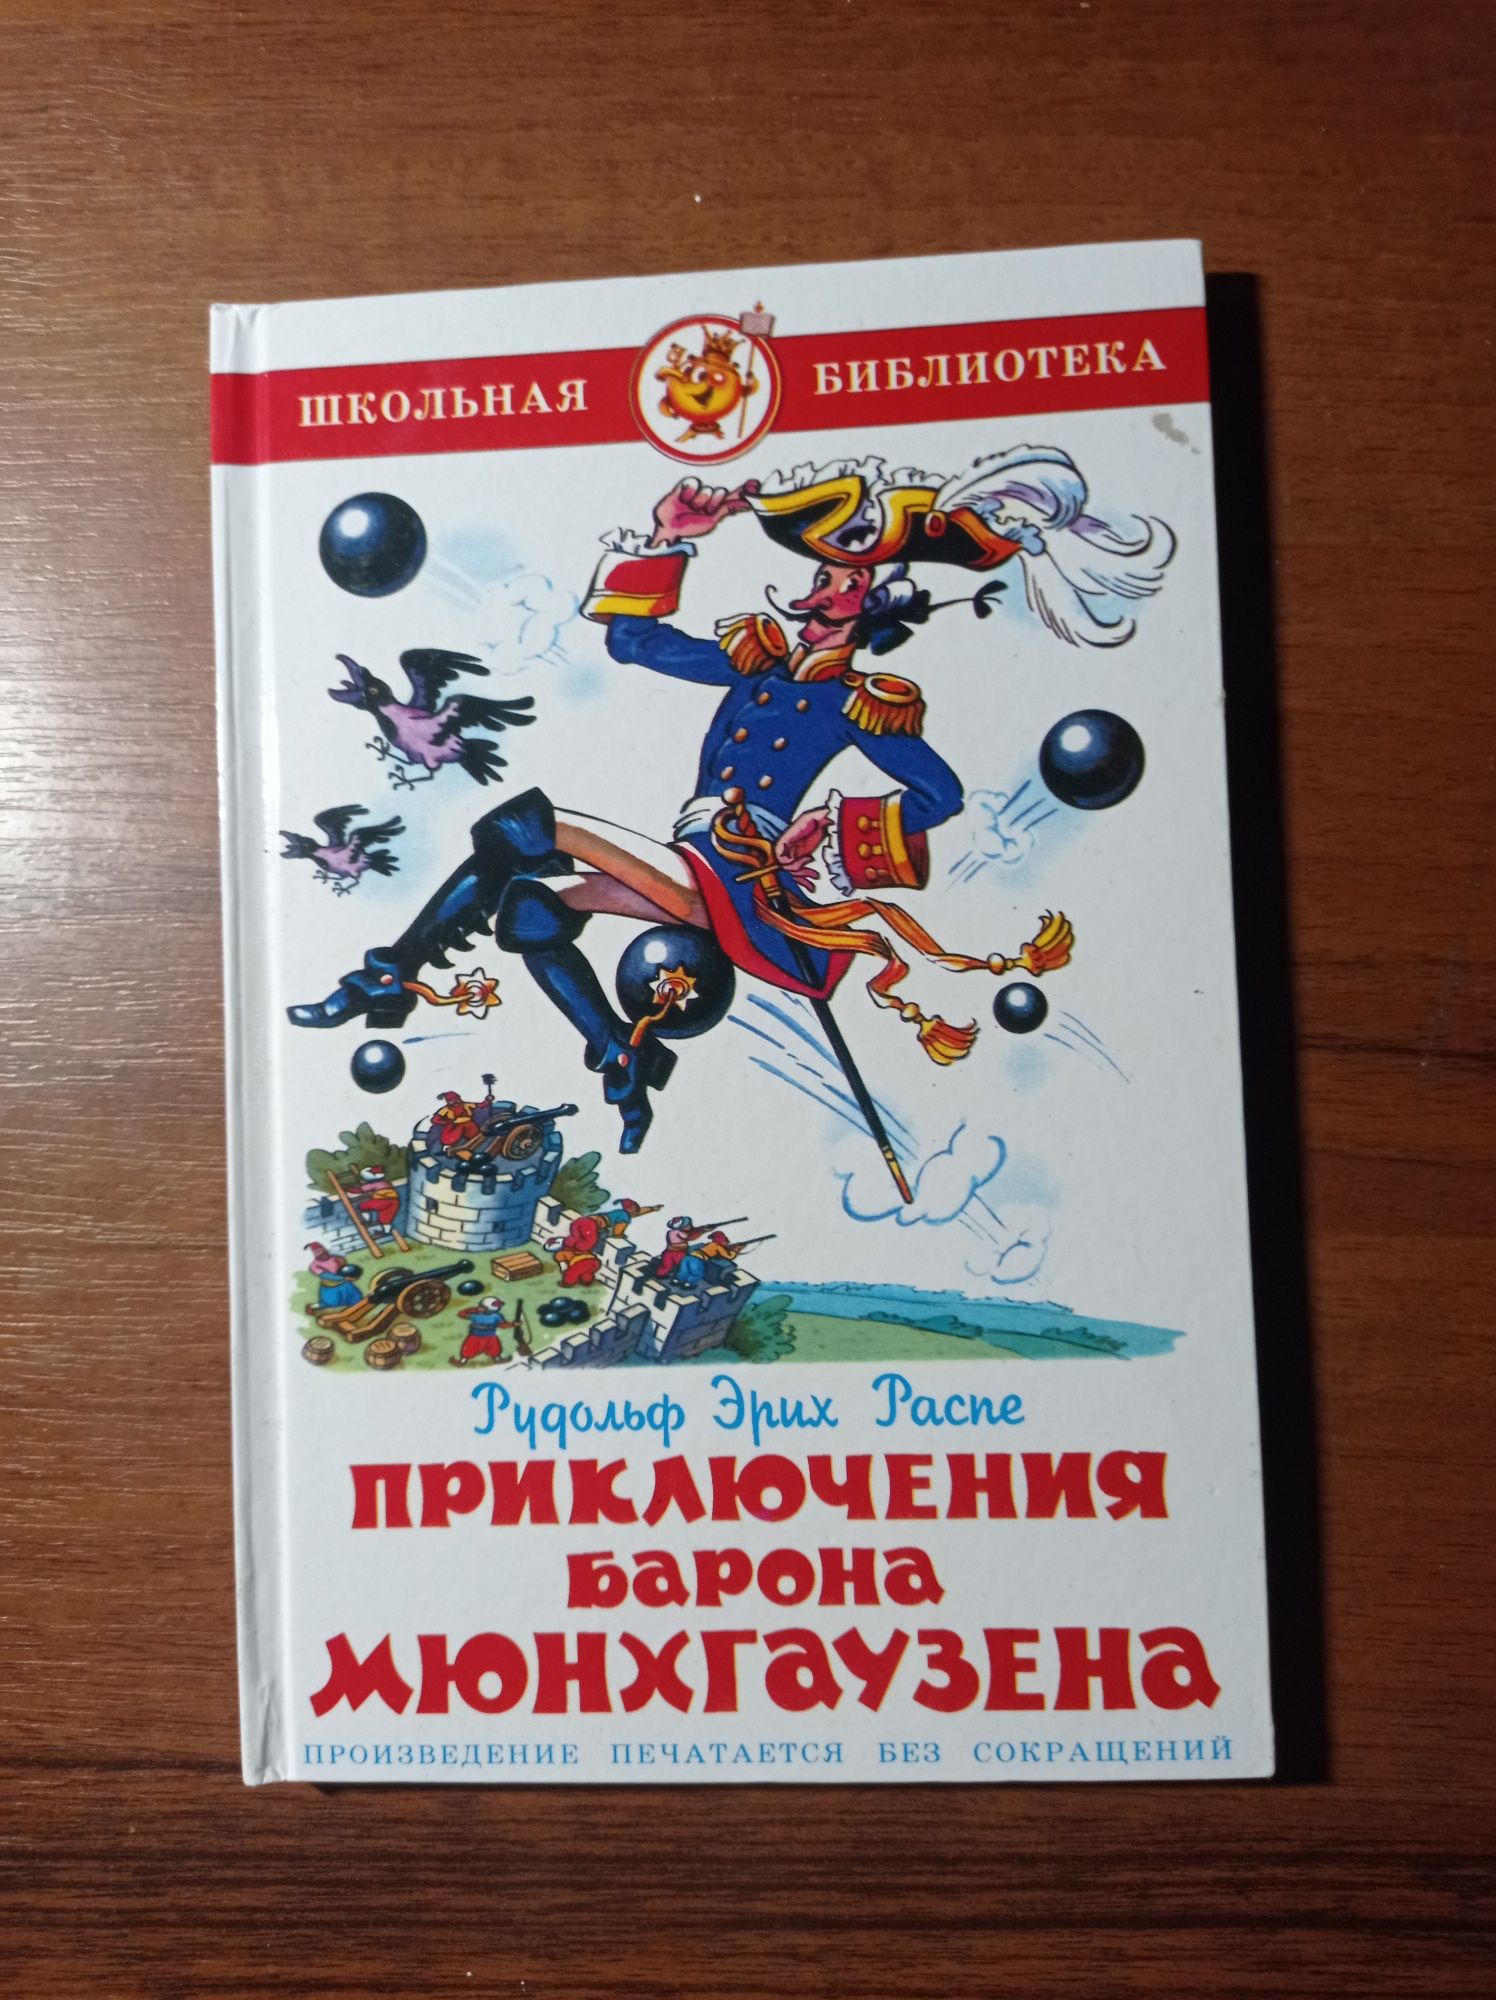 ШКОЛЬНАЯ БИБЛИОТЕКА
Рудольф Эрих Распе
ПРИКЛЮЧЕНИЯ
БАРОНА
МЮНХГАУЗЕНА
ПРОИЗВЕДЕНИЕ ПЕЧАТАЕТСЯ БЕЗ СОКРАЩЕНИЙ